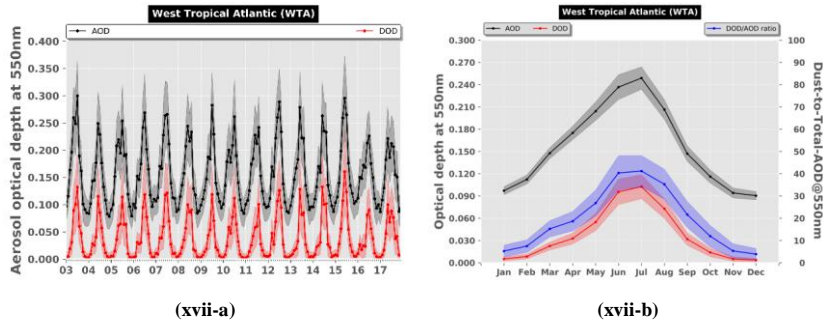 West Tropical Atlantic (WTA)
AOD
DOD
Aerosol optical depth at 550nm
0.400
0.350
0.300
0.250
0.200
0.150
0.100
0.050
0.000
03 04 05 06 07 08 09 10 11 12 13 14 15 16 17
(xvii-a)
West Tropical Atlantic (WTA)
AOD
DOD
DOD/AOD ratio
Optical depth at 550nm
0.300
0.270
0.240
0.210
0.180
0.150
0.120
0.090
0.060
0.030
0.000
100
90
80
70
60
50
40
30
20
10
0
Dust-to-Total-AOD@550nm
Jan Feb Mar Apr May Jun Jul Aug Sep Oct Nov Dec
(xvii-b)